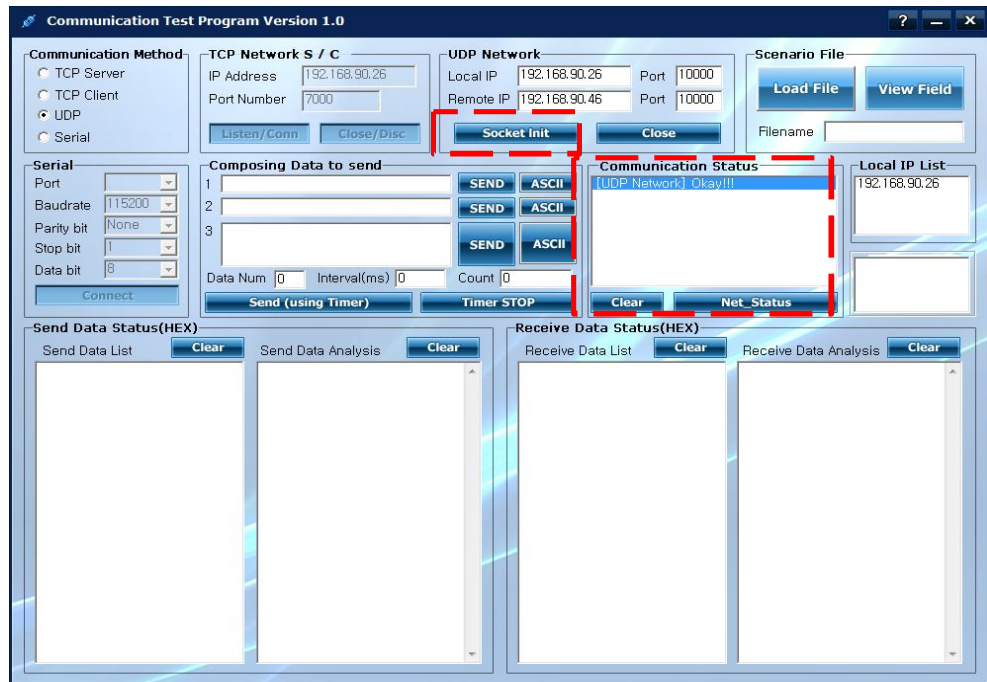 Communication Test Program Version 1.0
?
Communication Method
TCP Server
TCP Client
UDP
Serial
TCP Network S / C
IP Address 192.168.90.26
Port Number 7000
Listen/Conn Close/Disc
UDP Network
Local IP 192.168.90.26 Port 10000
Remote IP 192.168.90.46 Port 10000
Socket Init Close
Scenario File
Load File View Field
Filename
Serial
Port
Baudrate 115200
Parity bit None
Stop bit 1
Data bit 8
Connect
Composing Data to send
1 SEND ASCII
2 SEND ASCII
3 SEND ASCII
Data Num 0 Interval(ms) 0 Count 0
Send (using Timer) Timer STOP
Communication Status
[UDP Network] Okay!!!
Clear Net_Status
Local IP List
192.168.90.26
Send Data Status(HEX)
Send Data List Clear Send Data Analysis Clear
Receive Data Status(HEX)
Receive Data List Clear Receive Data Analysis Clear